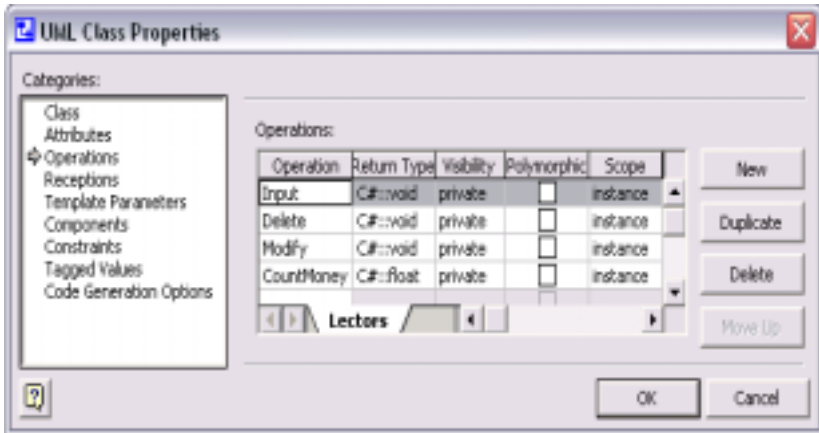 UML Class Properties
Categories:
Class
Attributes
Operations
Receptions
Template Parameters
Components
Constraints
Tagged Values
Code Generation Options
Operations:
Operation Return Type Visibility Polymorphic Scope
Input C#::void private instance
Delete C#::void private instance
Modify C#::void private instance
CountMoney C#::float private instance
Lectors
New
Duplicate
Delete
Move Up
OK Cancel